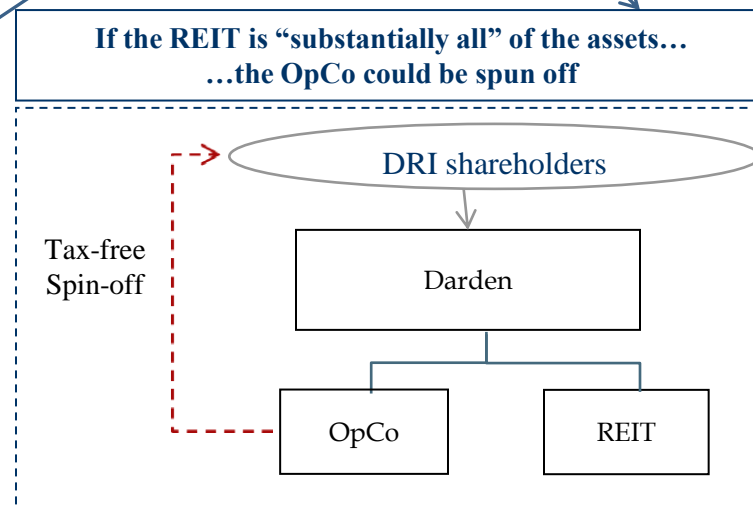 If the REIT is “substantially all” of the assets…
…the OpCo could be spun off
DRI shareholders
Tax-free
Spin-off
Darden
OpCo
REIT